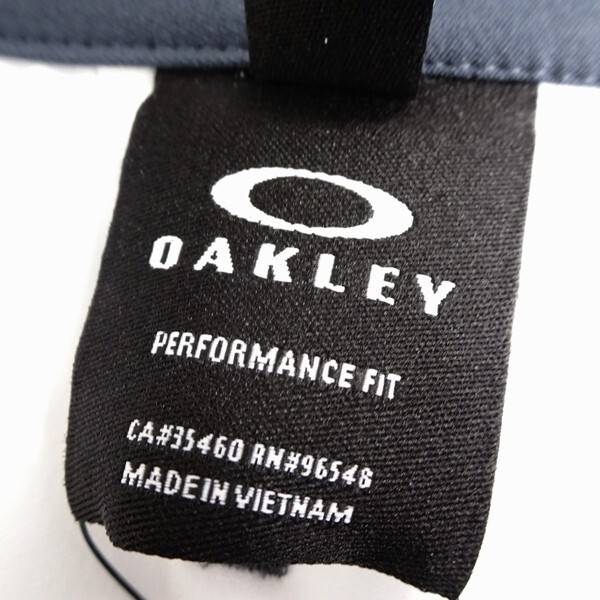 OAKLEY
PERFORMANCE FIT
CA#35460 RN#96548
MADE IN VIETNAM